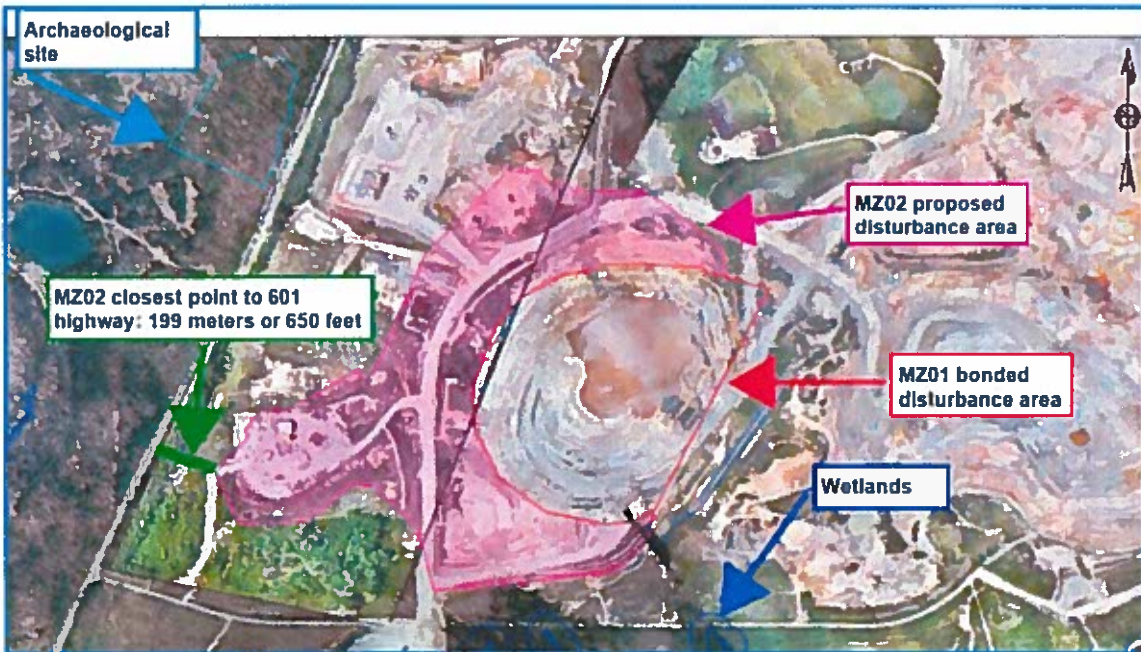 Archaeological
site
MZ02 proposed
disturbance area
MZ02 closest point to 601
highway: 199 meters or 650 feet
MZ01 bonded
disturbance area
Wetlands